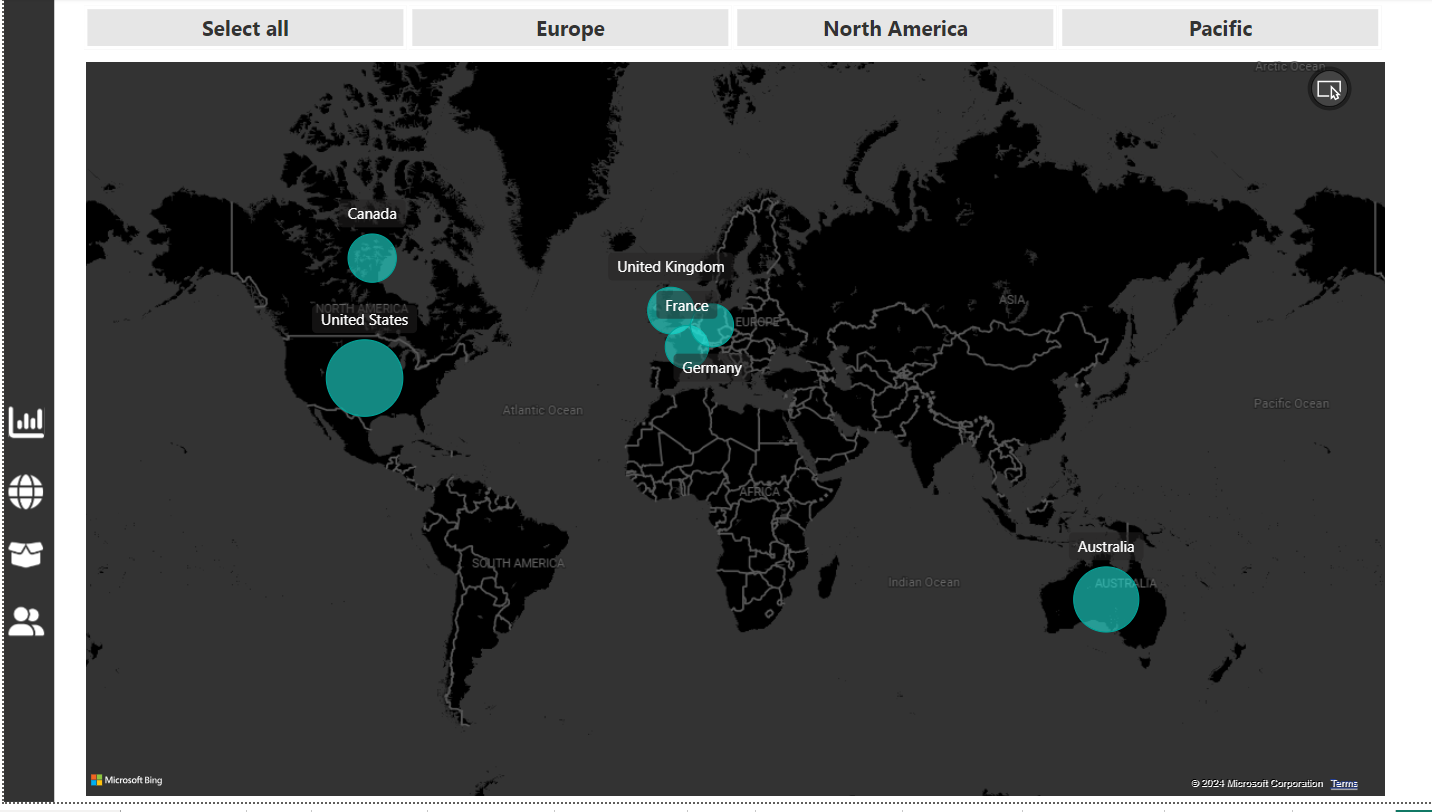 Select all
Europe
North America
Pacific
Arctic Ocean
Canada
United Kingdom
NORTH AMERICA
United States
France
EUROPE
ASIA
Germany
Atlantic Ocean
Pacific Ocean
AFRICA
SOUTH AMERICA
Australia
Indian Ocean
AUSTRALIA
Microsoft Bing
© 2024 Microsoft Corporation Terms